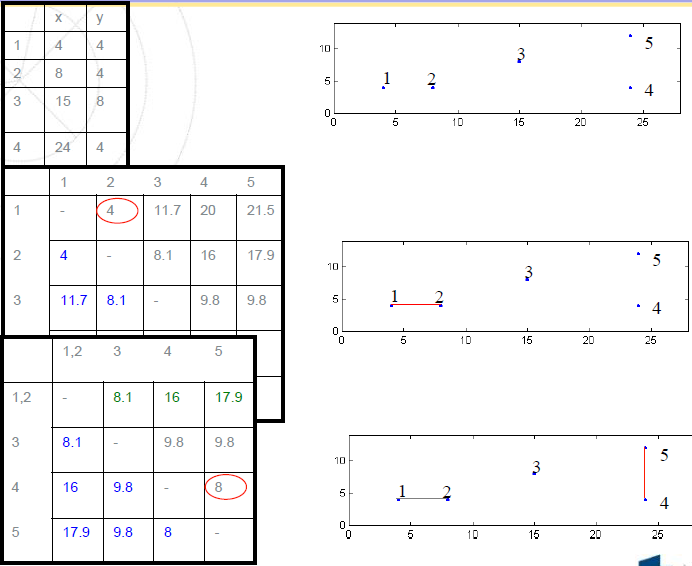 x y
1 4 4
2 8 4
3 15 8
4 24 4
1 2 3 4 5
1 - 4 11.7 20 21.5
2 4 - 8.1 16 17.9
3 11.7 8.1 - 9.8 9.8
1,2 3 4 5
1,2 - 8.1 16 17.9
3 8.1 - 9.8 9.8
4 16 9.8 - 8
5 17.9 9.8 8 -
10
5
0
0 5 10 15 20 25
1 2 3 5 4
10
5
0
0 5 10 15 20 25
1 2 3 5 4
10
5
0
0 5 10 15 20 25
1 2 3 5 4